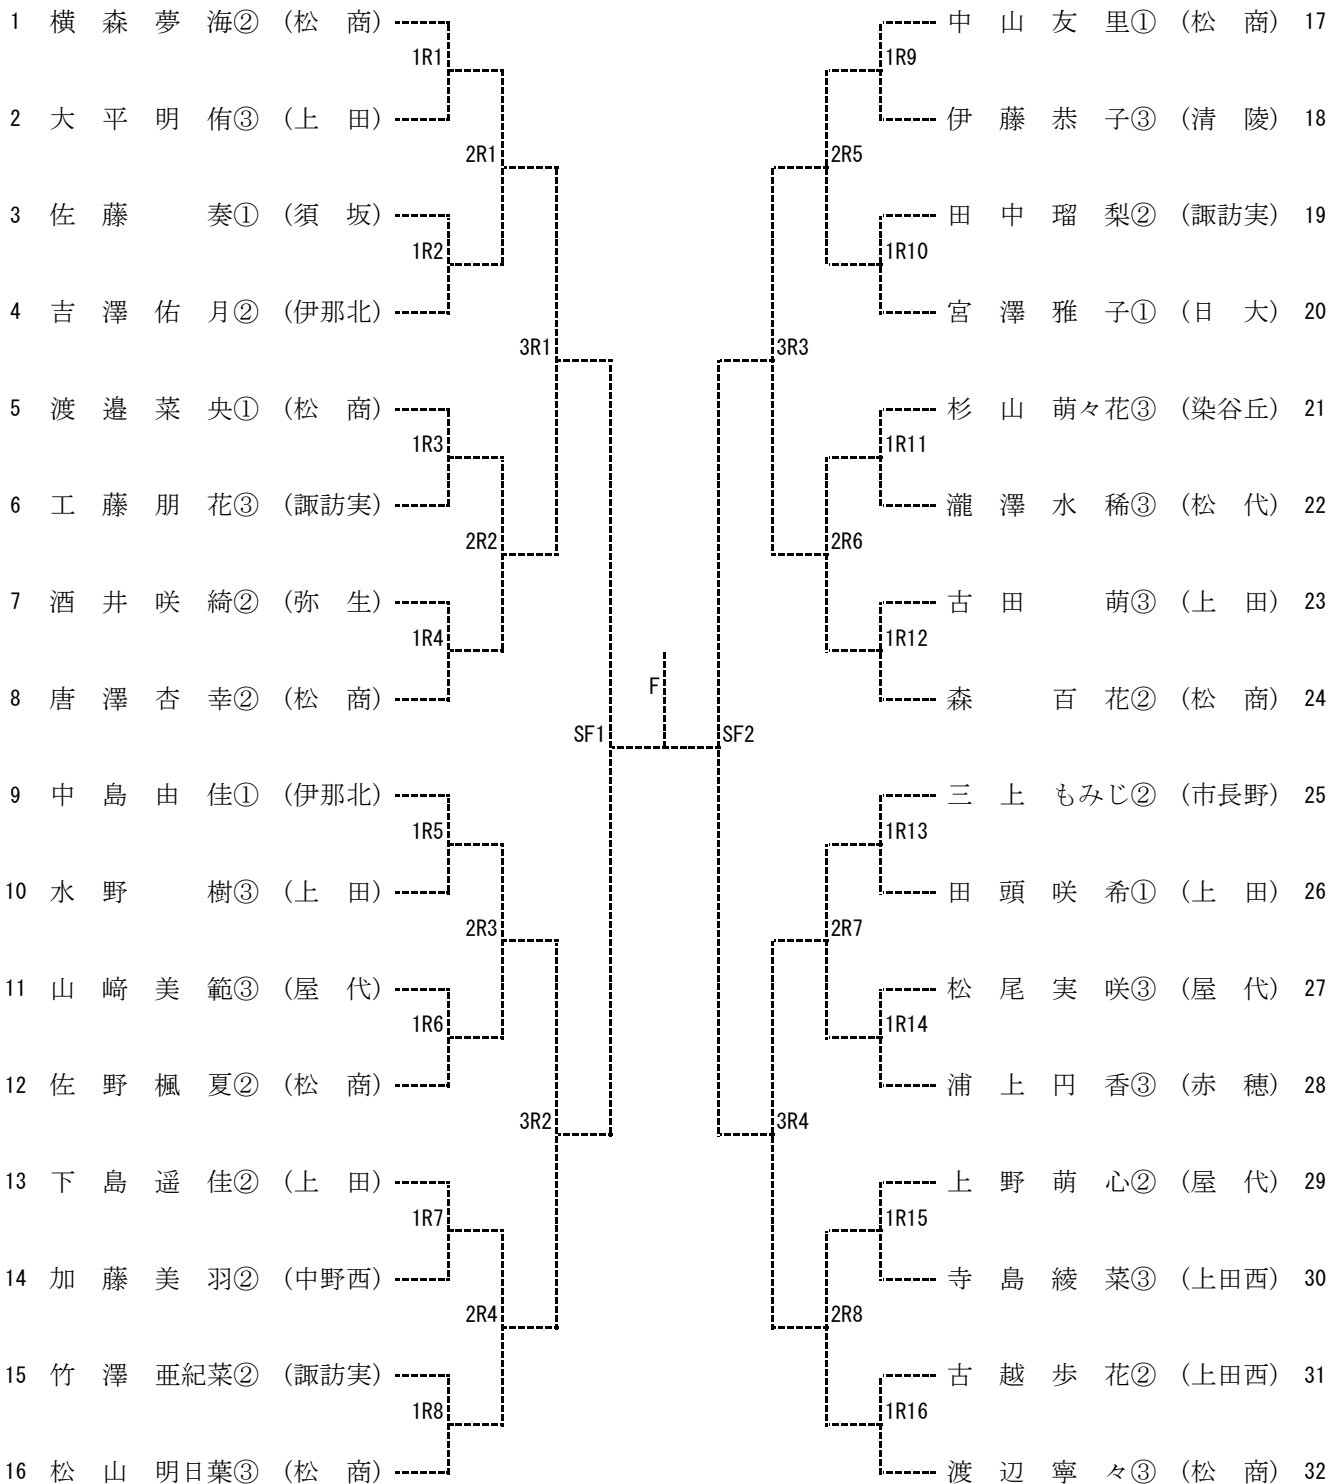 1 横森夢海② (松商)
1R1
2 大平明侑③ (上田)
2R1
3 佐藤奏① (須坂)
1R2
4 吉澤佑月② (伊那北)
3R1
5 渡邉菜央① (松商)
1R3
6 工藤朋花③ (諏訪実)
2R2
7 酒井咲綺② (弥生)
1R4
8 唐澤杏幸② (松商)
SF1
9 中島由佳① (伊那北)
1R5
10 水野樹③ (上田)
2R3
11 山﨑美範③ (屋代)
1R6
12 佐野楓夏② (松商)
3R2
13 下島遥佳② (上田)
1R7
14 加藤美羽② (中野西)
2R4
15 竹澤亜紀菜② (諏訪実)
1R8
16 松山明日葉③ (松商)
F
中山友里① (松商) 17
1R9
伊藤恭子③ (清陵) 18
2R5
田中瑠梨② (諏訪実) 19
1R10
宮澤雅子① (日大) 20
3R3
杉山萌々花③ (染谷丘) 21
1R11
瀧澤水稀③ (松代) 22
2R6
古田萌③ (上田) 23
1R12
森百花② (松商) 24
SF2
三上もみじ② (市長野) 25
1R13
田頭咲希① (上田) 26
2R7
松尾実咲③ (屋代) 27
1R14
浦上円香③ (赤穂) 28
3R4
上野萌心② (屋代) 29
1R15
寺島綾菜③ (上田西) 30
2R8
古越歩花② (上田西) 31
1R16
渡辺寧々③ (松商) 32